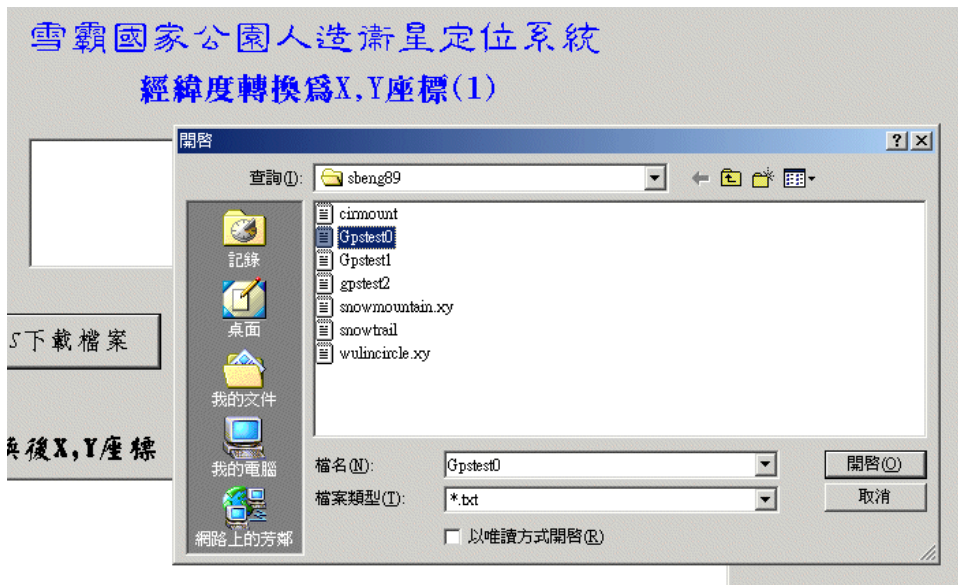 雪霸國家公園人造衛星定位系統
經緯度轉換為X,Y座標(1)
開啓
查詢(I):
sbeng89
cirmount
Gpstest0
Gpstest1
gpstest2
snowmountain.xy
snowtrail
wulincircle.xy
記錄
桌面
我的文件
我的電腦
網路上的芳鄰
S下載檔案
換後X,Y座標
檔名(N):
Gpstest0
開啓(O)
檔案類型(T):
*.txt
取消
以唯讀方式開啓(R)